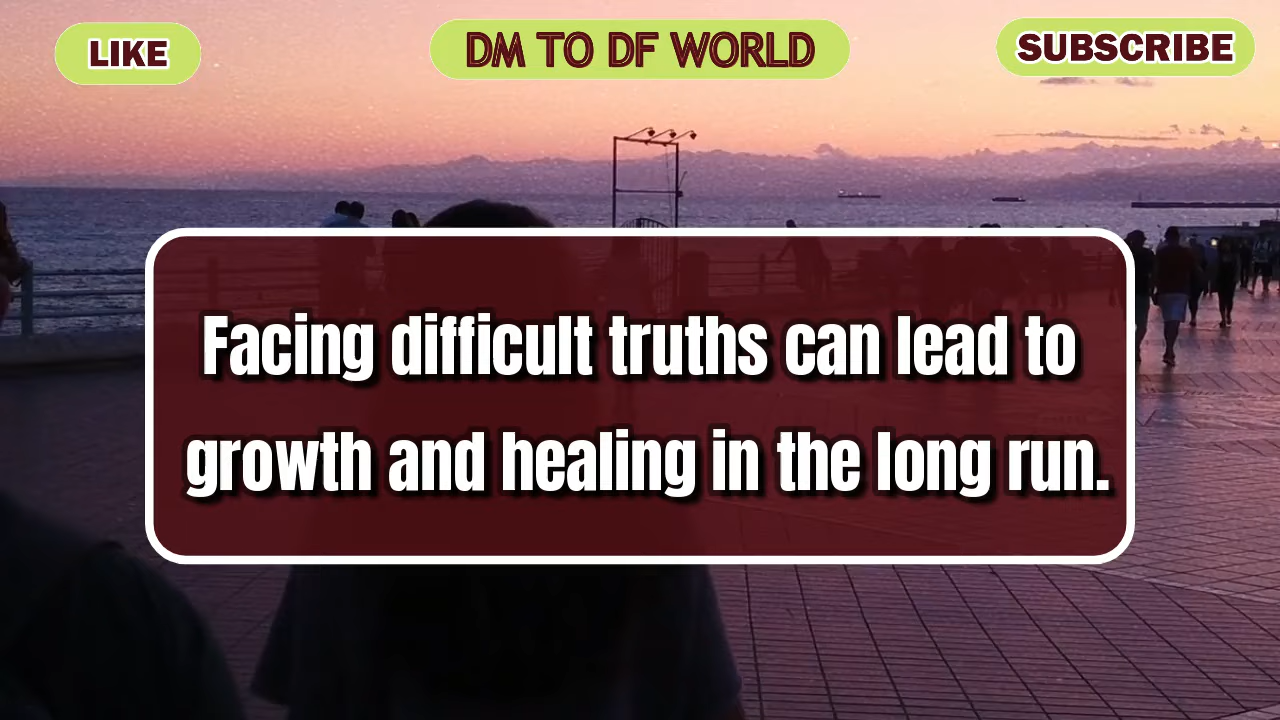 LIKE
DM TO DF WORLD
SUBSCRIBE
Facing difficult truths can lead to
growth and healing in the long run.